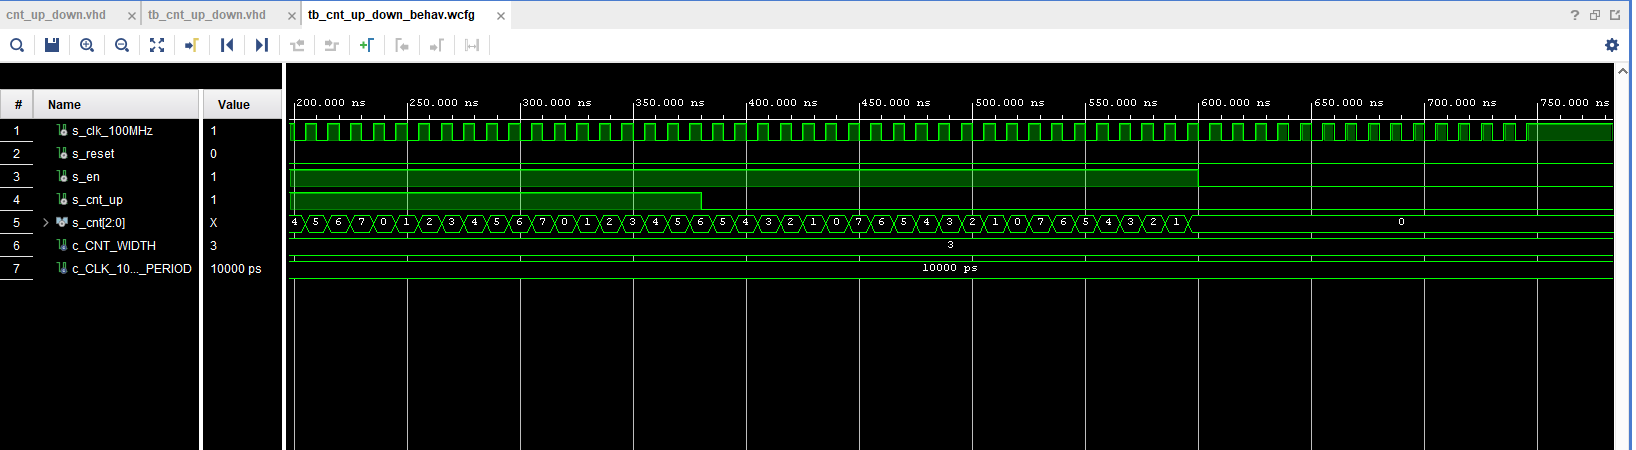 cnt_up_down.vhd × tb_cnt_up_down.vhd × tb_cnt_up_down_behav.wcfg × ?
# Name Value 200.000 ns 250.000 ns 300.000 ns 350.000 ns 400.000 ns 450.000 ns 500.000 ns 550.000 ns 600.000 ns 650.000 ns 700.000 ns 750.000 ns
1 s_clk_100MHz 1
2 s_reset 0
3 s_en 1
4 s_cnt_up 1
5 s_cnt[2:0] X 4 5 6 7 0 1 2 3 4 5 6 7 0 1 2 3 4 5 6 5 4 3 2 1 0 7 6 5 4 3 2 1 0 7 6 5 4 3 2 1 0
6 c_CNT_WIDTH 3 3
7 c_CLK_10..._PERIOD 10000 ps 10000 ps